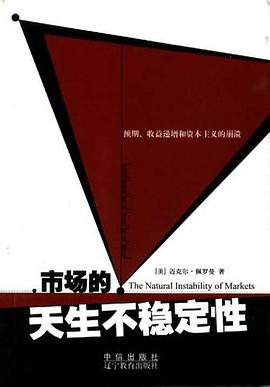 预期、收益递增和资本主义的崩溃
[美] 迈克尔·佩罗曼 著
市场的
The Natural Instability of Markets
天生不稳定性
中信出版社
辽宁教育出版社